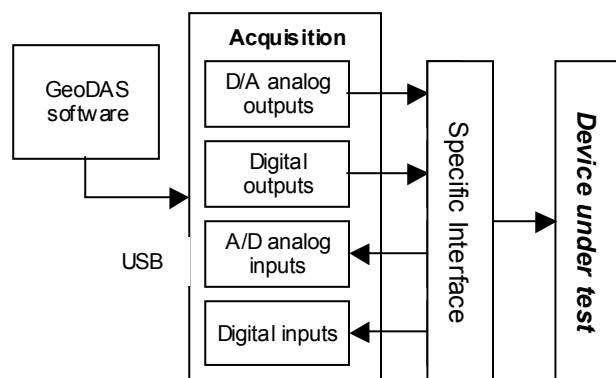 Acquisition
GeoDAS
software
D/A analog
outputs
Digital
outputs
A/D analog
inputs
Digital inputs
USB
Specific Interface
Device under test